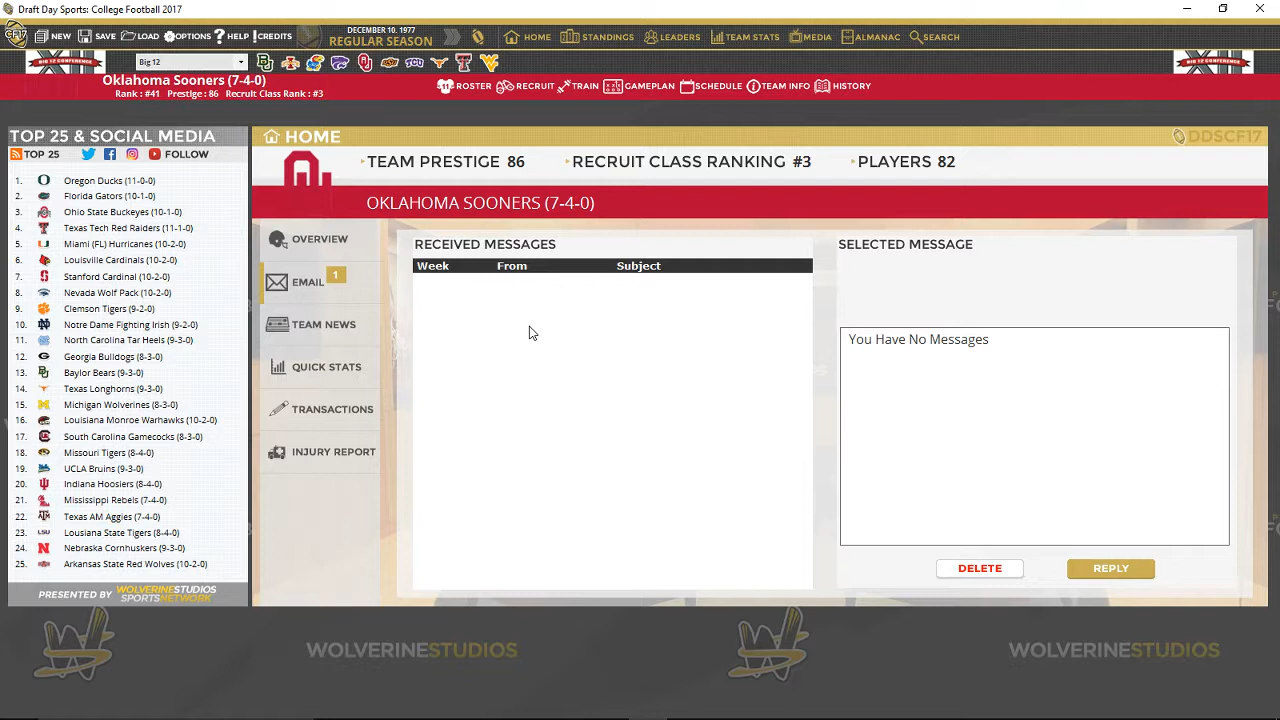 Draft Day Sports: College Football 2017
NEW SAVE LOAD OPTIONS HELP CREDITS
DECEMBER 10, 1977
REGULAR SEASON
HOME STANDINGS LEADERS TEAM STATS MEDIA ALMANAC SEARCH
BIG 12 CONFERENCE
Big 12
BIG 12 CONFERENCE
Oklahoma Sooners (7-4-0)
Rank : #41 Prestige : 86 Recruit Class Rank : #3
ROSTER RECRUIT TRAIN GAMEPLAN SCHEDULE TEAM INFO HISTORY
TOP 25 & SOCIAL MEDIA
TOP 25 FOLLOW
1. Oregon Ducks (11-0-0)
2. Florida Gators (10-1-0)
3. Ohio State Buckeyes (10-1-0)
4. Texas Tech Red Raiders (11-1-0)
5. Miami (FL) Hurricanes (10-2-0)
6. Louisville Cardinals (10-2-0)
7. Stanford Cardinal (10-2-0)
8. Nevada Wolf Pack (10-2-0)
9. Clemson Tigers (9-2-0)
10. Notre Dame Fighting Irish (9-2-0)
11. North Carolina Tar Heels (9-3-0)
12. Georgia Bulldogs (8-3-0)
13. Baylor Bears (9-3-0)
14. Texas Longhorns (9-3-0)
15. Michigan Wolverines (8-3-0)
16. Louisiana Monroe Warhawks (10-2-0)
17. South Carolina Gamecocks (8-3-0)
18. Missouri Tigers (8-4-0)
19. UCLA Bruins (9-3-0)
20. Indiana Hoosiers (8-4-0)
21. Mississippi Rebels (7-4-0)
22. Texas AM Aggies (7-4-0)
23. Lousiana State Tigers (8-4-0)
24. Nebraska Cornhuskers (9-3-0)
25. Arkansas State Red Wolves (10-2-0)
PRESENTED BY WOLVERINESTUDIOS
SPORTSNETWORK
HOME
DDSCF17
TEAM PRESTIGE 86 RECRUIT CLASS RANKING #3 PLAYERS 82
OKLAHOMA SOONERS (7-4-0)
OVERVIEW
EMAIL 1
TEAM NEWS
QUICK STATS
TRANSACTIONS
INJURY REPORT
RECEIVED MESSAGES
Week From Subject
SELECTED MESSAGE
You Have No Messages
DELETE REPLY
WOLVERINESTUDIOS WOLVERINESTUDIOS